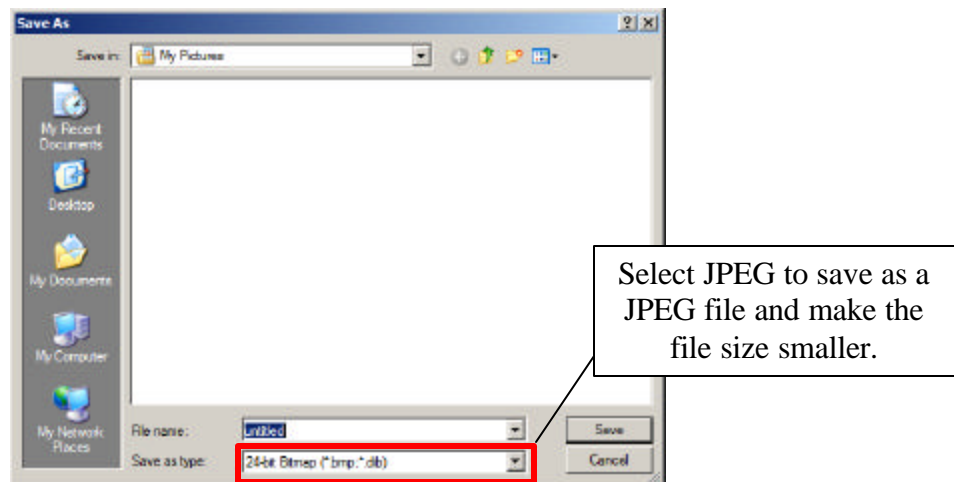 Save As
Save in:
My Pictures
My Recent
Documents
Desktop
My Documents
My Computer
My Network
Places
File name:
untitled
Save
Save as type:
24-bit Bitmap (*.bmp;*.dib)
Cancel
Select JPEG to save as a
JPEG file and make the
file size smaller.